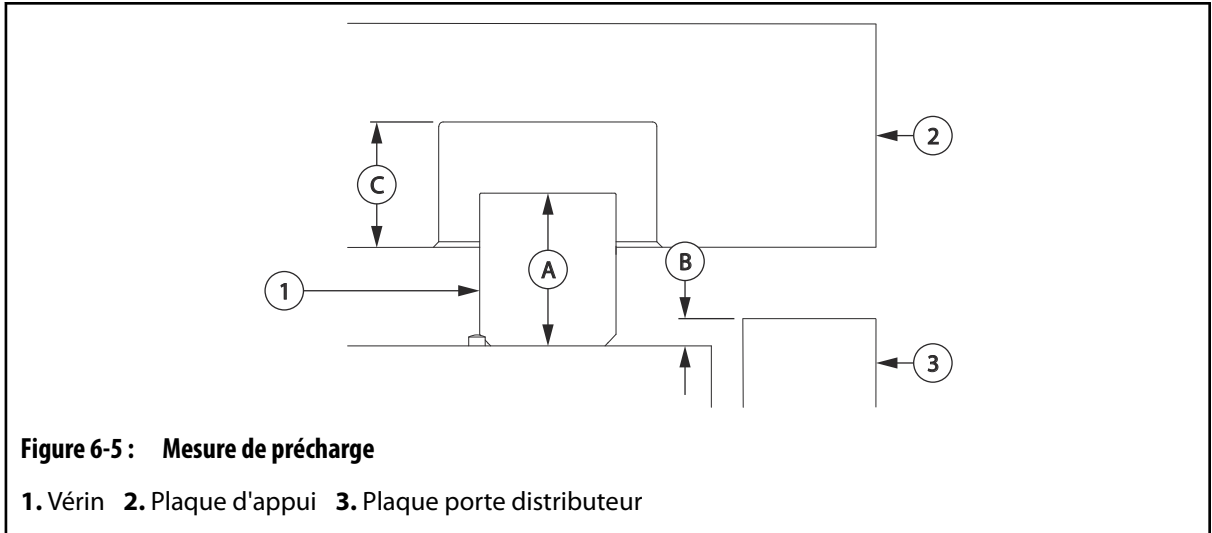 2
C
B
A
1
3
Figure 6-5 : Mesure de précharge
1. Vérin 2. Plaque d'appui 3. Plaque porte distributeur